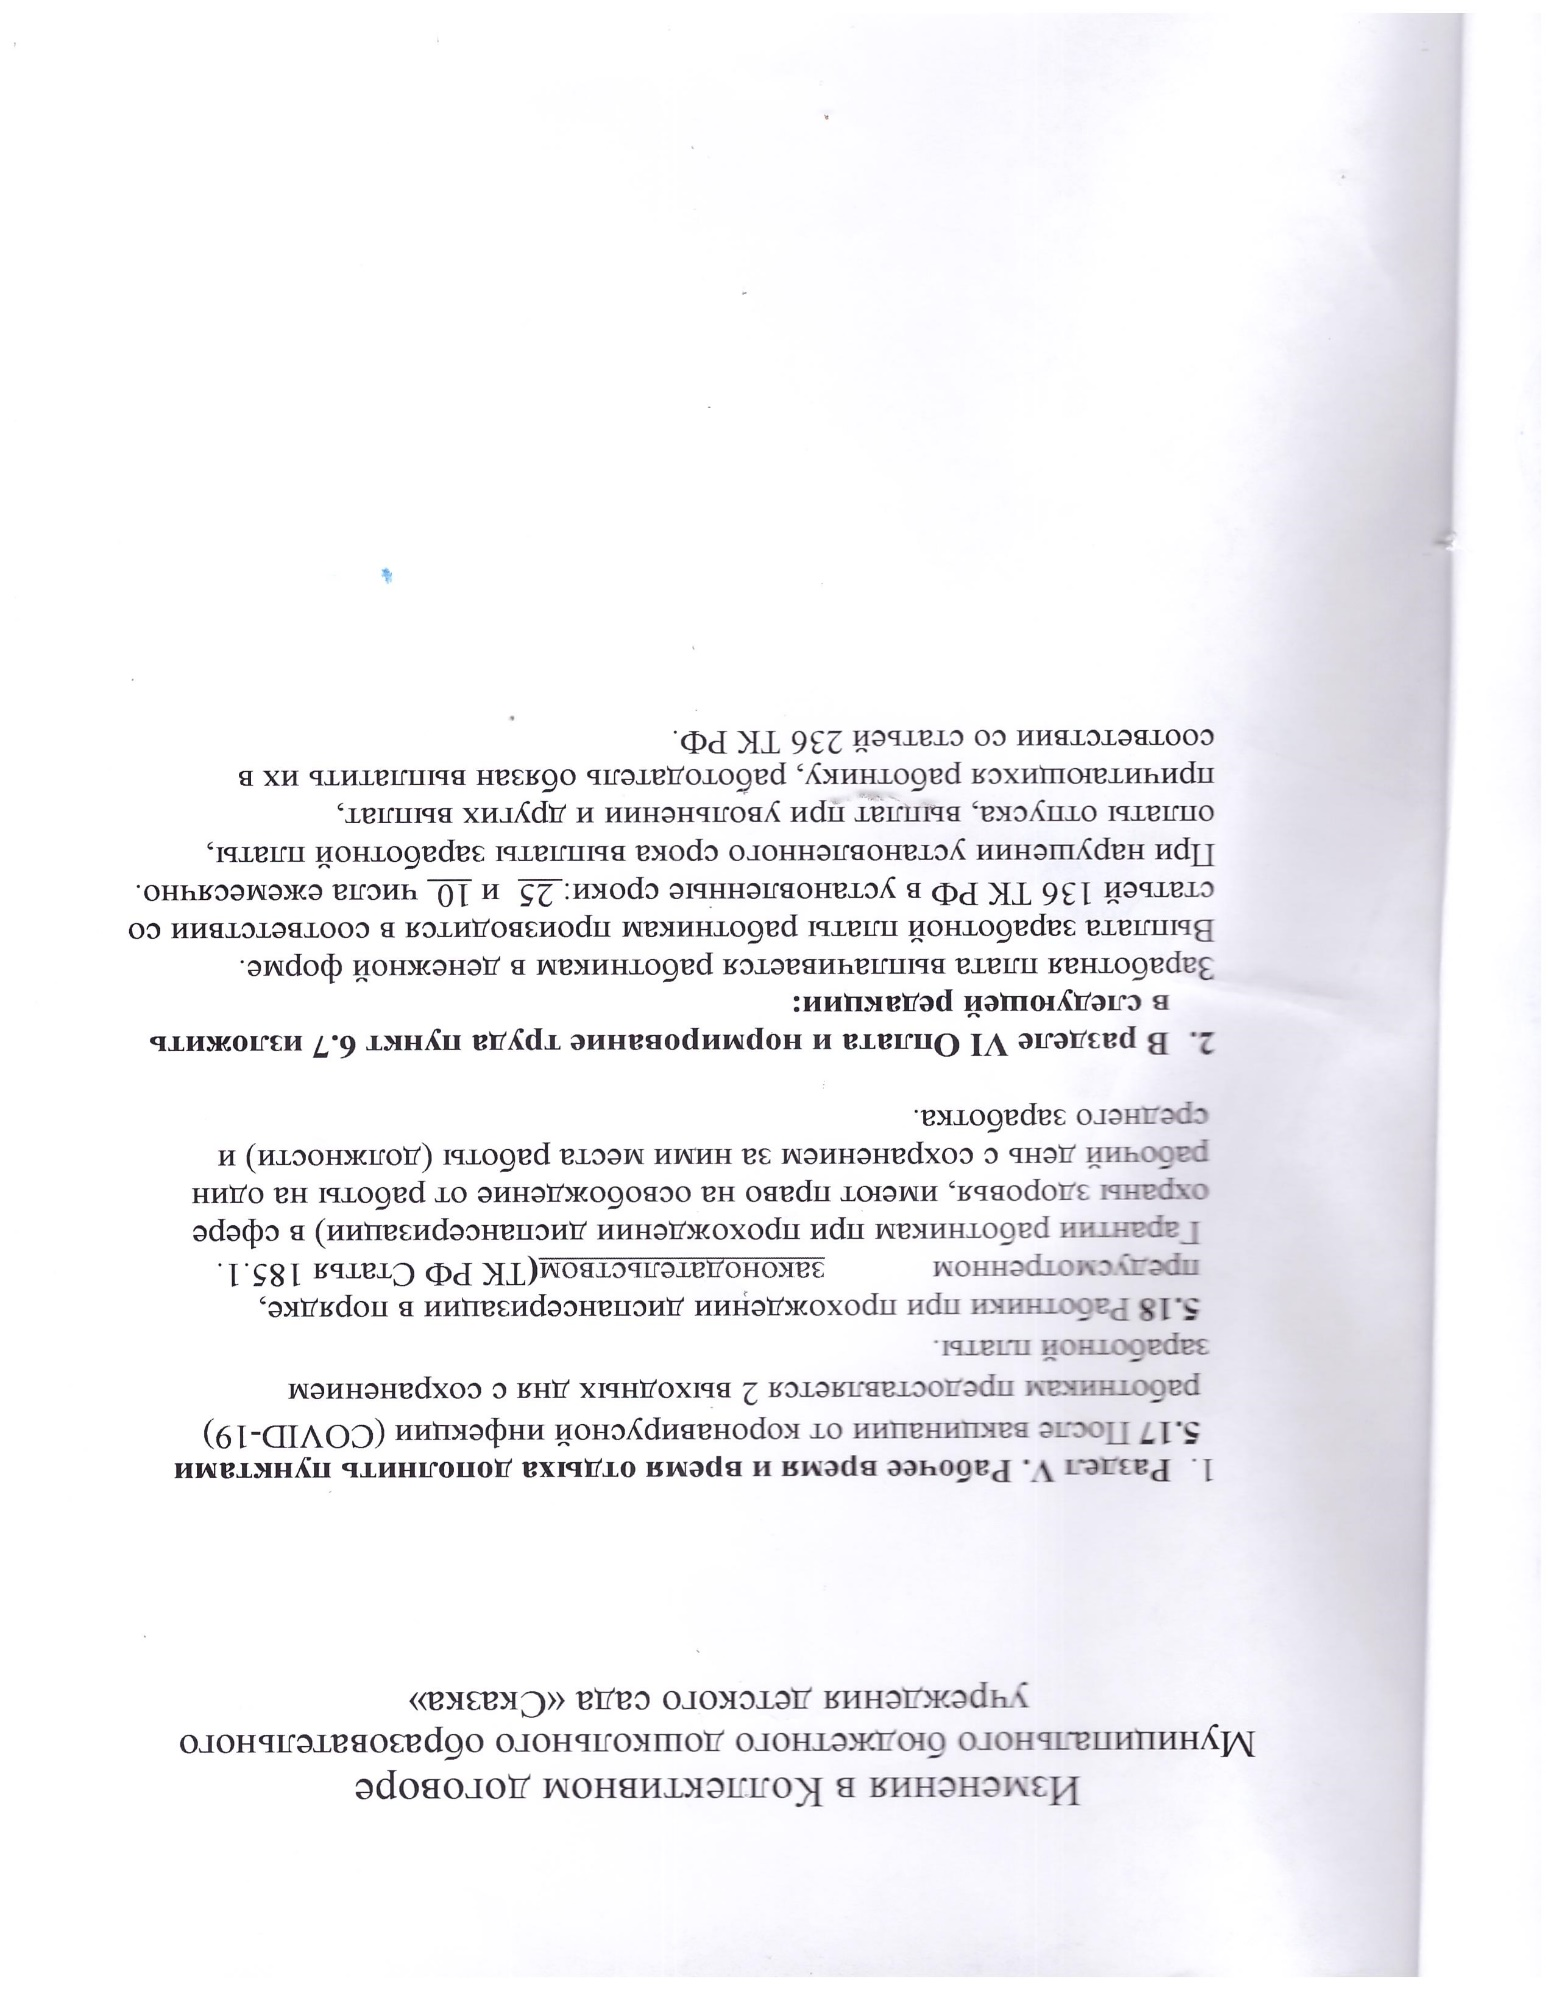 Изменения в Коллективном договоре
Муниципального бюджетного дошкольного образовательного
учреждения детского сада «Сказка»
1. Раздел V. Рабочее время и время отдыха дополнить пунктами
5.17 После вакцинации от коронавирусной инфекции (COVID-19)
работникам предоставляется 2 выходных дня с сохранением
заработной платы.
5.18 Работники при прохождении диспансеризации в порядке,
предусмотренном законодательством(ТК РФ Статья 185.1.
Гарантии работникам при прохождении диспансеризации) в сфере
охраны здоровья, имеют право на освобождение от работы на один
рабочий день с сохранением за ними места работы (должности) и
среднего заработка.
2. В разделе VI Оплата и нормирование труда пункт 6.7 изложить
в следующей редакции:
Заработная плата выплачивается работникам в денежной форме.
Выплата заработной платы работникам производится в соответствии со
статьей 136 ТК РФ в установленные сроки: 25 и 10 числа ежемесячно.
При нарушении установленного срока выплаты заработной платы,
оплаты отпуска, выплат при увольнении и других выплат,
причитающихся работнику, работодатель обязан выплатить их в
соответствии со статьей 236 ТК РФ.